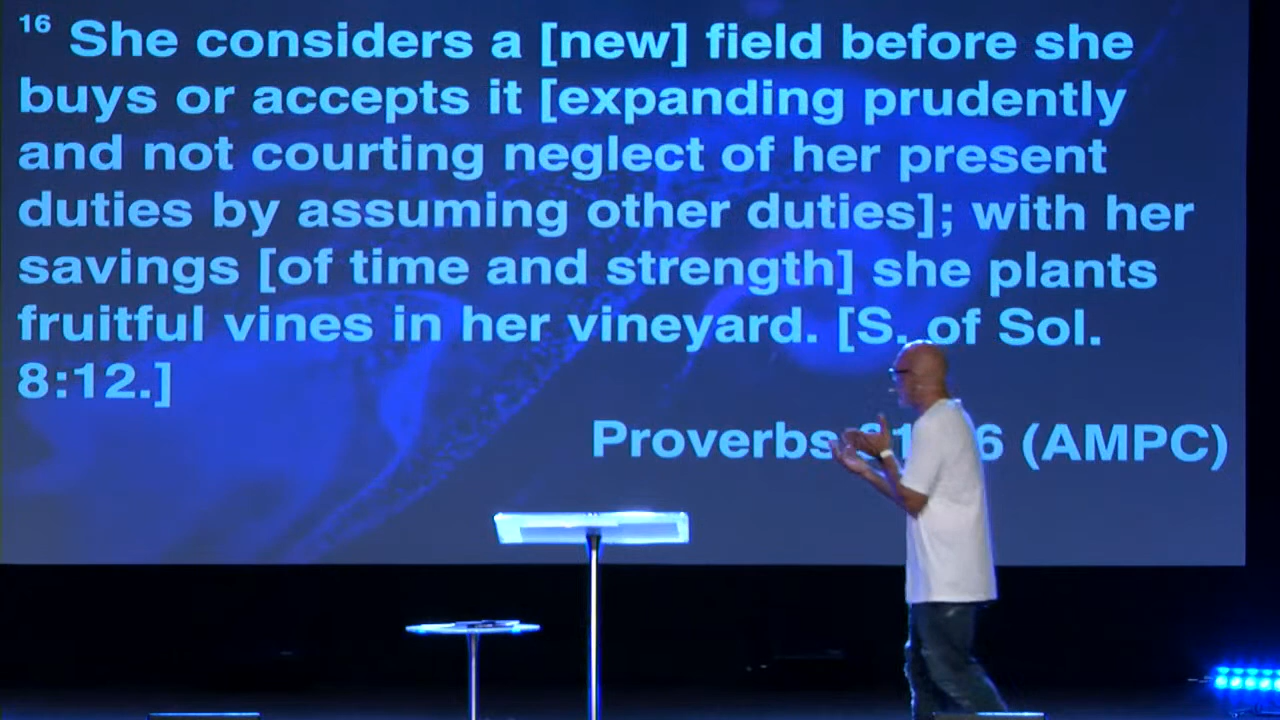 16 She considers a [new] field before she
buys or accepts it [expanding prudently
and not courting neglect of her present
duties by assuming other duties]; with her
savings [of time and strength] she plants
fruitful vines in her vineyard. [S. of Sol.
8:12.]
Proverbs (AMPC)